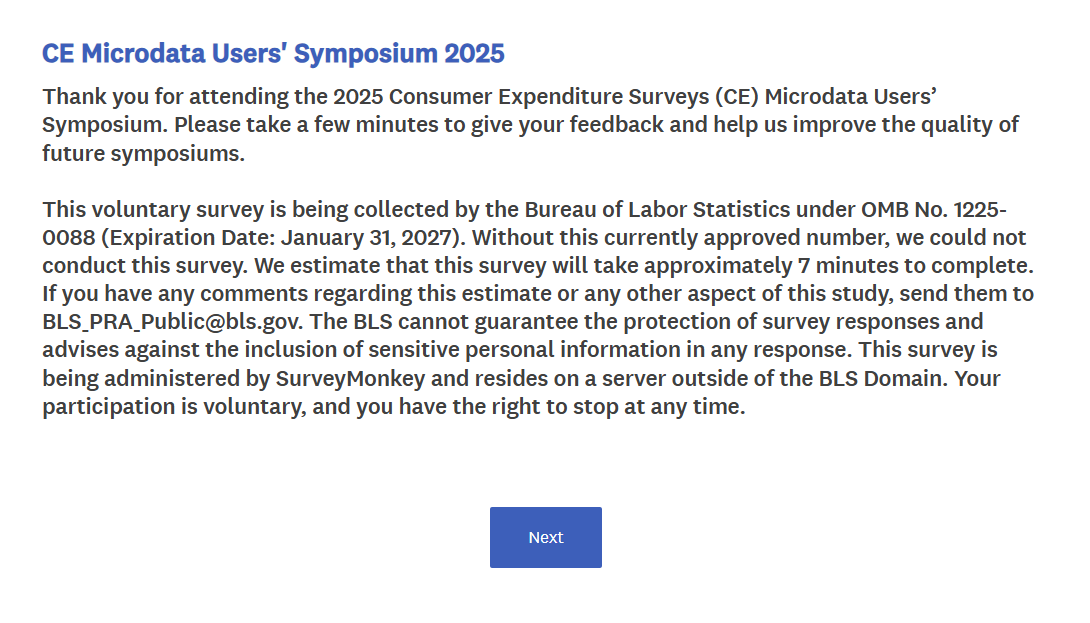 CE Microdata Users' Symposium 2025
Thank you for attending the 2025 Consumer Expenditure Surveys (CE) Microdata Users’
Symposium. Please take a few minutes to give your feedback and help us improve the quality of
future symposiums.
This voluntary survey is being collected by the Bureau of Labor Statistics under OMB No. 1225-
0088 (Expiration Date: January 31, 2027). Without this currently approved number, we could not
conduct this survey. We estimate that this survey will take approximately 7 minutes to complete.
If you have any comments regarding this estimate or any other aspect of this study, send them to
BLS_PRA_Public@bls.gov. The BLS cannot guarantee the protection of survey responses and
advises against the inclusion of sensitive personal information in any response. This survey is
being administered by SurveyMonkey and resides on a server outside of the BLS Domain. Your
participation is voluntary, and you have the right to stop at any time.
Next